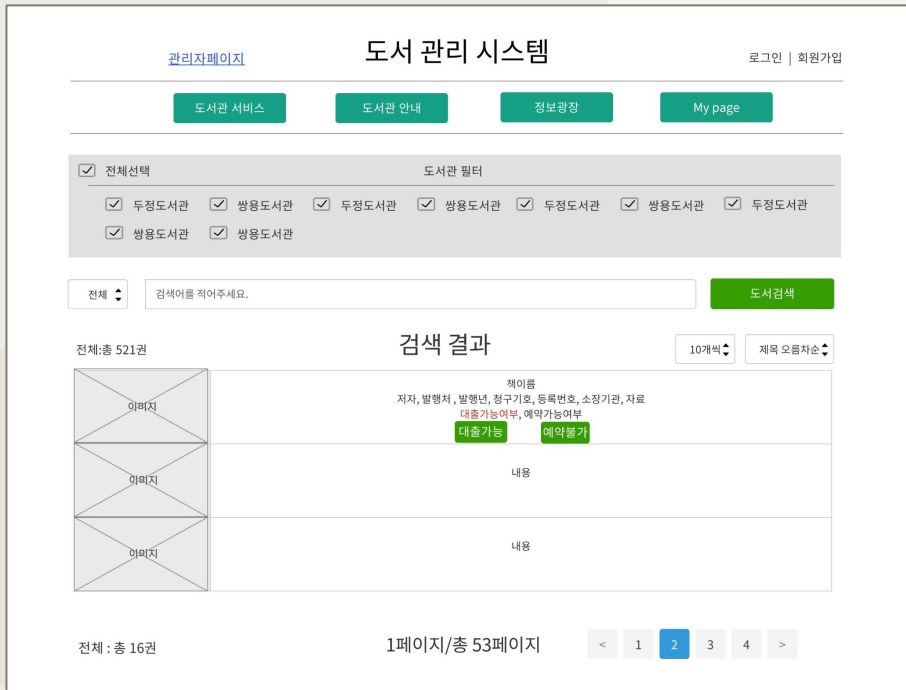 관리자페이지 도서 관리 시스템 로그인 | 회원가입
도서관 서비스 도서관 안내 정보광장 My page
전체선택 도서관 필터
두정도서관 쌍용도서관 두정도서관 쌍용도서관 두정도서관 쌍용도서관 두정도서관
쌍용도서관 쌍용도서관
전체 검색어를 적어주세요. 도서검색
전체:총 521권 검색 결과 10개씩 제목 오름차순
이미지 책이름
저자, 발행처 , 발행년, 청구기호, 등록번호, 소장기관, 자료
대출가능여부, 예약가능여부
대출가능 예약불가
이미지 내용
이미지 내용
전체 : 총 16권 1페이지/총 53페이지 < 1 2 3 4 >